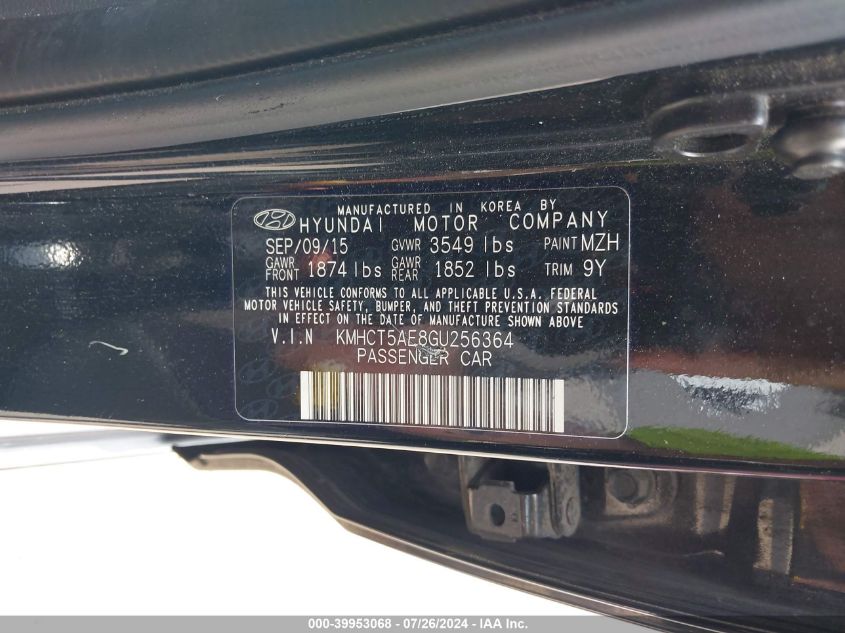 MANUFACTURED IN KOREA BY
HYUNDAI MOTOR COMPANY
SEP/09/15 GVWR 3549 lbs PAINT MZH
GAWR FRONT 1874 lbs GAWR REAR 1852 lbs TRIM 9Y
THIS VEHICLE CONFORMS TO ALL APPLICABLE U.S.A. FEDERAL
MOTOR VEHICLE SAFETY, BUMPER, AND THEFT PREVENTION STANDARDS
IN EFFECT ON THE DATE OF MANUFACTURE SHOWN ABOVE
V.I.N KMHCT5AE8GU256364
PASSENGER CAR
000-39953068 - 07/26/2024 - IAA Inc.